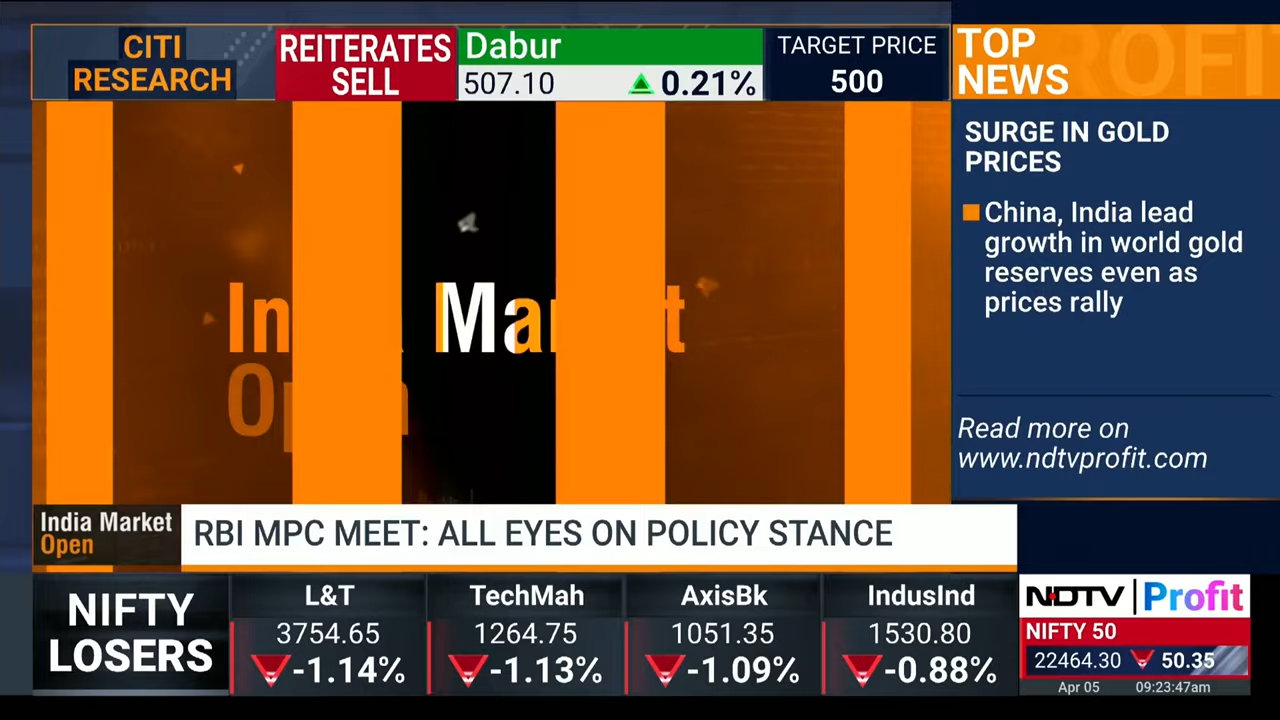 CITI
RESEARCH
REITERATES
SELL
Dabur
507.10 0.21%
TARGET PRICE
500
TOP
NEWS
SURGE IN GOLD
PRICES
China, India lead
growth in world gold
reserves even as
prices rally
Read more on
www.ndtvprofit.com
India Market
Open
RBI MPC MEET: ALL EYES ON POLICY STANCE
NIFTY
LOSERS
L&T
3754.65
-1.14%
TechMah
1264.75
-1.13%
AxisBk
1051.35
-1.09%
IndusInd
1530.80
-0.88%
NDTV Profit
NIFTY 50
22464.30 50.35
Apr 05 09:23:47am